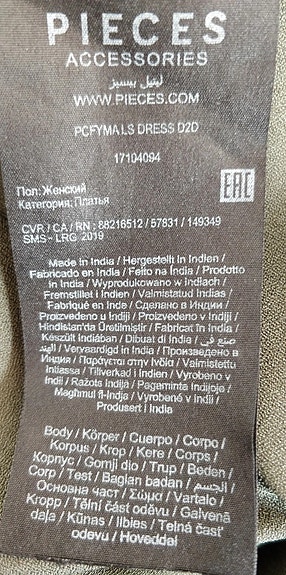 PIECES
ACCESSORIES
WWW.PIECES.COM
PCFYMA LS DRESS D2D
17104094
EAC
Пол: Женский
Категория: Платья
CVR / CA / RN : 88216512 / 57831 / 149349
SMS - LRG 2019
Made in India / Hergestellt in Indien /
Fabricado en India / Feito na Índia / Prodotto
in India / Wyprodukowano w Indiach /
Fremstillet i Indien / Valmistatud Indias /
Fabriqué en Inde / Сделано в Индии /
Proizvedeno u Indiji / Proizvedeno v Indiji /
Hindistan'da Üretilmiştir / Fabricat în India /
Készült Indiában / Dibuat di India / صنع في
الهند / Vervaardigd in India / Произведено в
Индия / Παράγεται στην Ινδία / Valmistettu
Intiassa / Tillverkad i Indien / Vyrobeno v
Indii / Ražots Indijā / Pagaminta Indijoje /
Magħmul fl-Indja / Vyrobené v Indii /
Produsert i India
Body / Körper / Cuerpo / Corpo /
Korpus / Krop / Kere / Corps /
Корпус / Gornji dio / Trup / Beden /
Corp / Test / Bagian badan / الجسم /
Основна част / Σώμα / Vartalo /
Kropp / Tělní část oděvu / Galvenā
daļa / Kūnas / Ilbies / Telná časť
odevu / Hoveddel